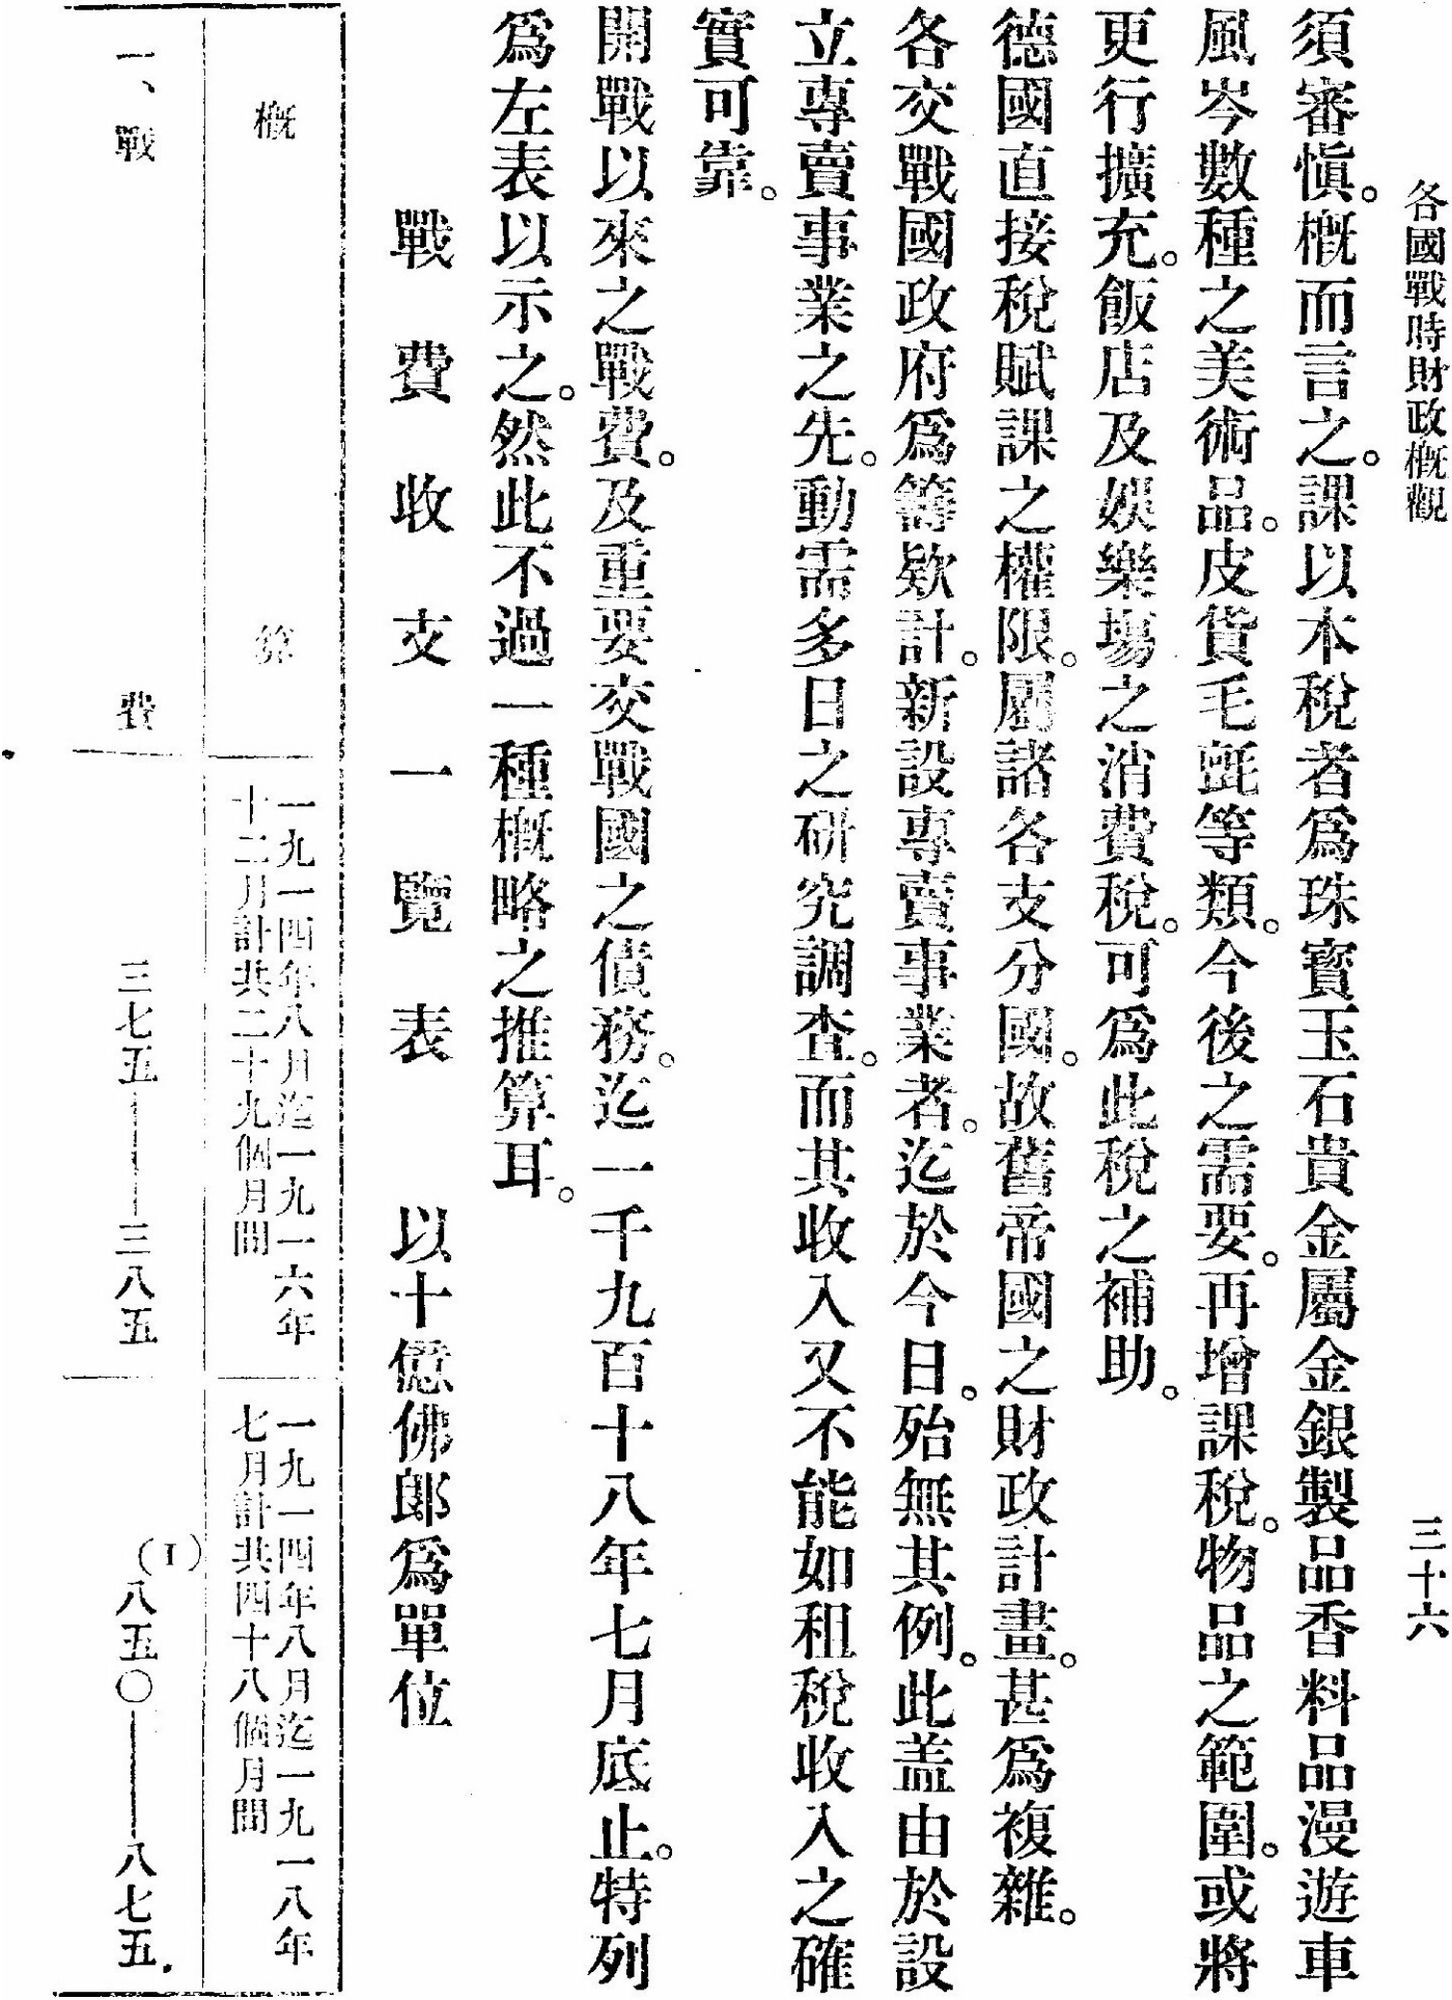 各國戰時財政槪觀
三十六
須審愼。槪而言之。課以本稅者爲珠寶玉石貴金屬金銀製品香料品漫遊車
風岑數種之美術品。皮貨毛氈等類。今後之需要。再增課稅。物品之範圍。或將
更行擴充。飯店及娛樂場之消費稅。可爲此稅之補助。
德國直接稅賦課之權限。屬諸各支分國。故舊帝國之財政計畫。甚爲複雜。
各交戰國政府爲籌欵計。新設專賣事業者。迄於今日。殆無其例。此蓋由於設
立專賣事業之先。動需多日之研究調查。而其收入又不能如租稅收入之確
實可靠。
開戰以來之戰費。及重要交戰國之債務。迄一千九百十八年七月底止。特列
爲左表以示之。然此不過一種槪略之推算耳。
戰費收支一覽表　以十億佛郎爲單位
槪算
一九一四年八月迄一九一六年
十二月計共二十九個月間
一九一四年八月迄一九一八年
七月計共四十八個月間
一、戰費
三七五——三八五
(I)八五〇——八七五